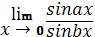 lim sinax
x → 0 sinbx